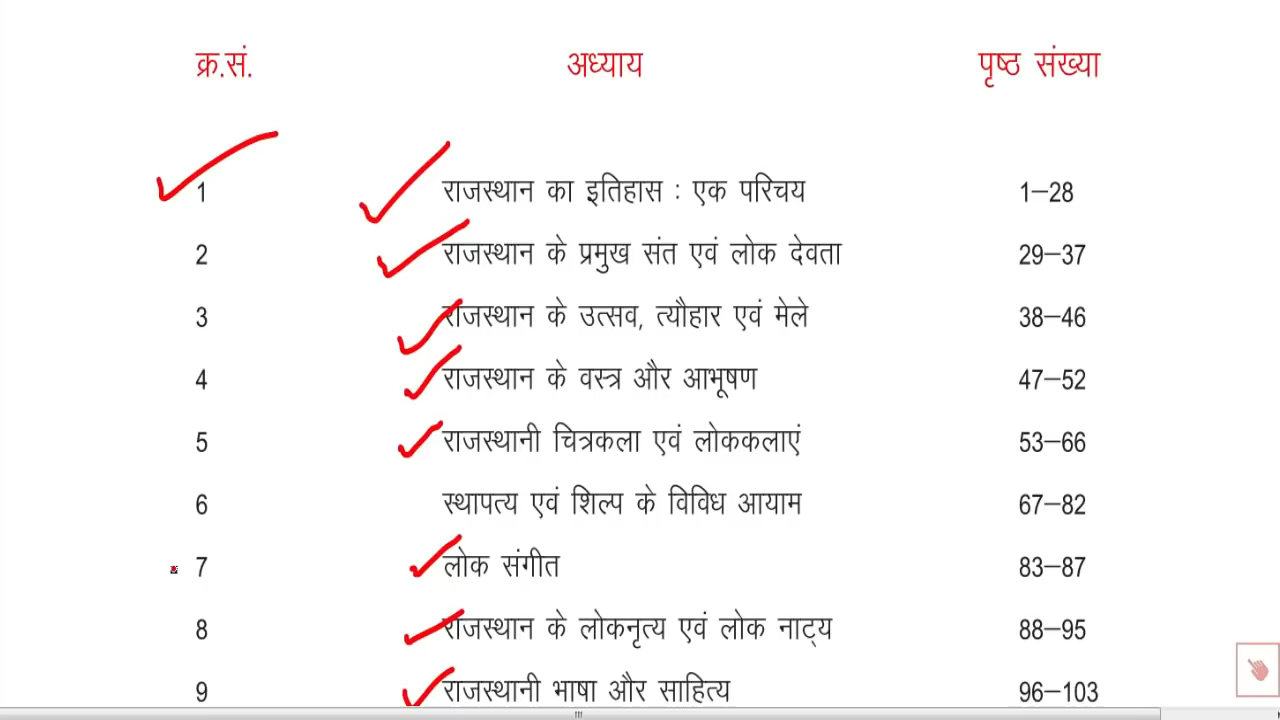 क्र.सं. अध्याय पृष्ठ संख्या
1 राजस्थान का इतिहास : एक परिचय 1–28
2 राजस्थान के प्रमुख संत एवं लोक देवता 29–37
3 राजस्थान के उत्सव, त्यौहार एवं मेले 38–46
4 राजस्थान के वस्त्र और आभूषण 47–52
5 राजस्थानी चित्रकला एवं लोककलाएं 53–66
6 स्थापत्य एवं शिल्प के विविध आयाम 67–82
7 लोक संगीत 83–87
8 राजस्थान के लोकनृत्य एवं लोक नाट्य 88–95
9 राजस्थानी भाषा और साहित्य 96–103